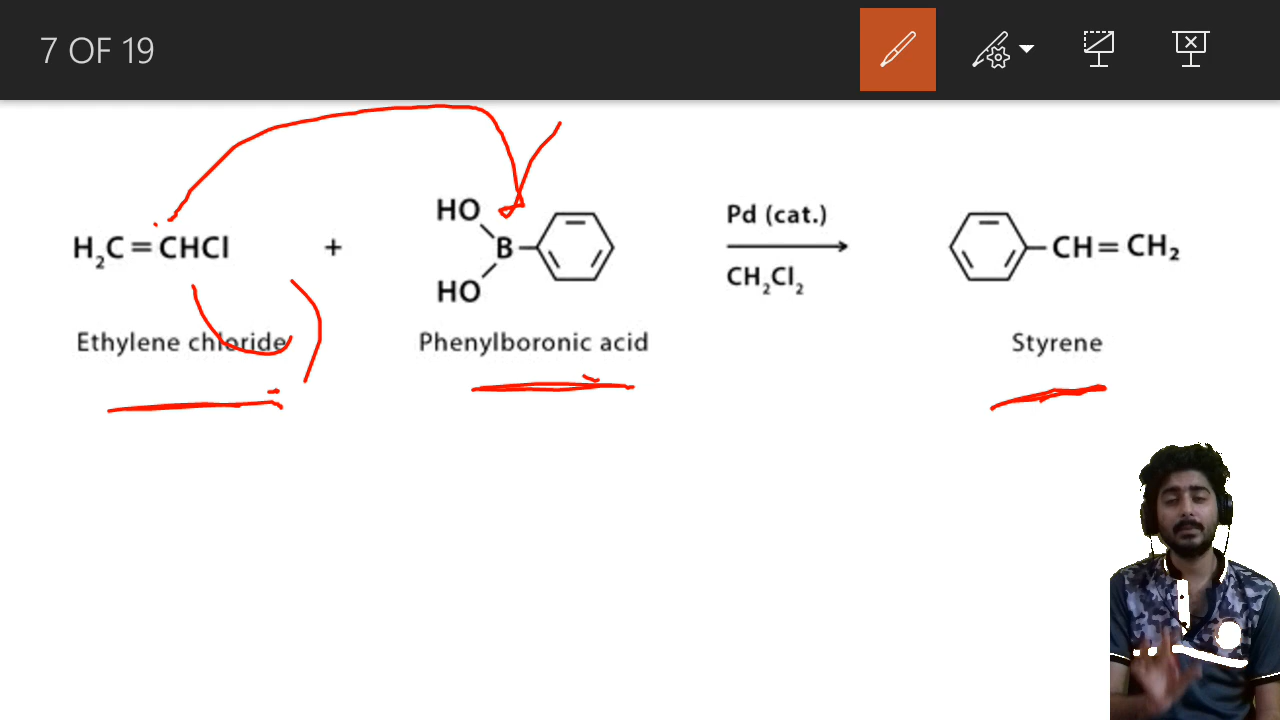 7 OF 19
H₂C=CHCl + HO B HO Pd (cat.) CH₂Cl₂ CH=CH₂
Ethylene chloride Phenylboronic acid Styrene